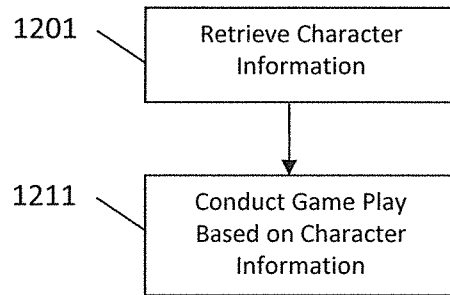 1201
Retrieve Character
Information
1211
Conduct Game Play
Based on Character
Information